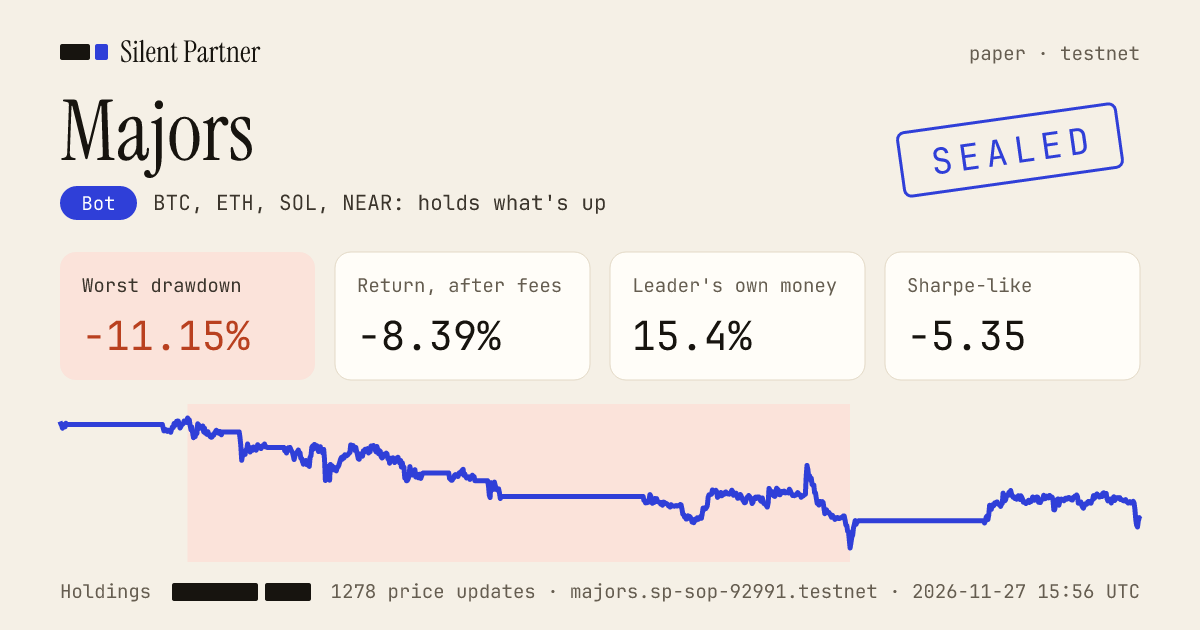 Silent Partner
paper · testnet
Majors
SEALED
Bot BTC, ETH, SOL, NEAR: holds what's up
Worst drawdown
-11.15%
Return, after fees
-8.39%
Leader's own money
15.4%
Sharpe-like
-5.35
Holdings 1278 price updates · majors.sp-sop-92991.testnet · 2026-11-27 15:56 UTC